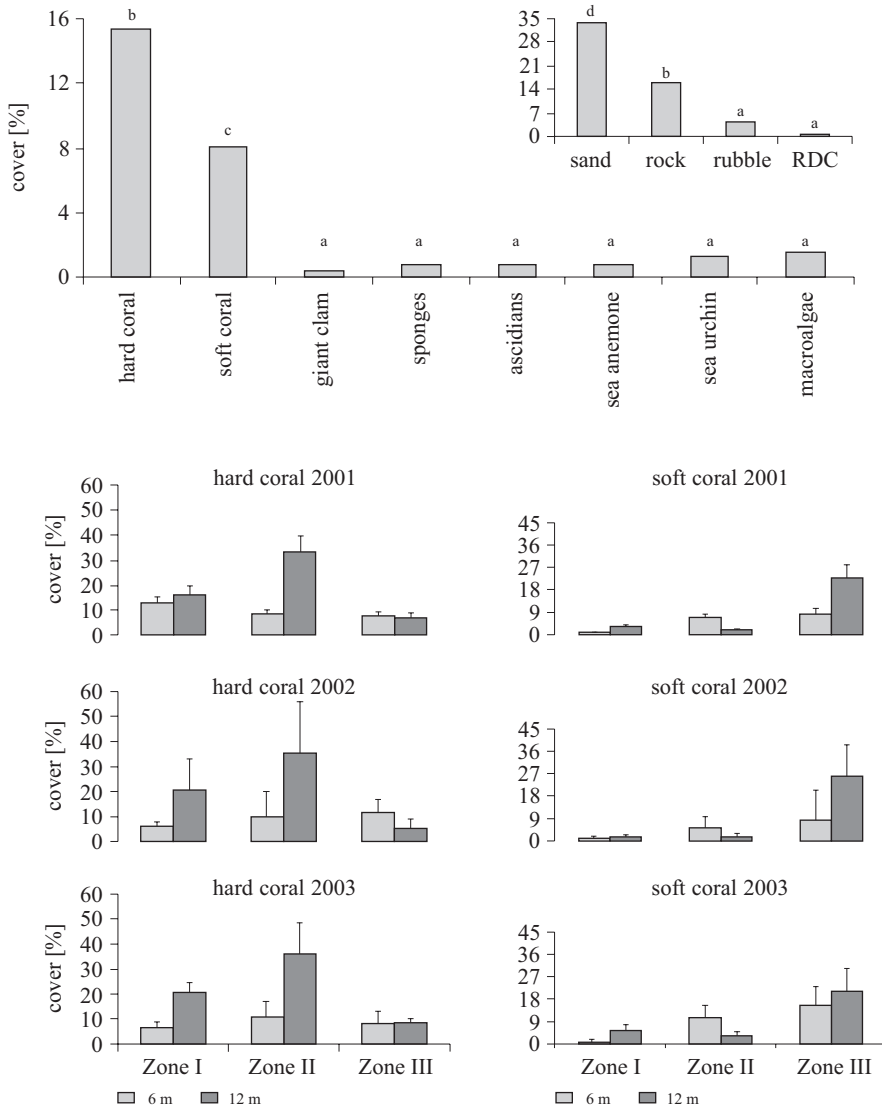 cover [%]
16
12
8
4
0
b
c
a
a
a
a
a
a
hard coral
soft coral
giant clam
sponges
ascidians
sea anemone
sea urchin
macroalgae
35
28
21
14
7
0
d
b
a
a
sand rock rubble RDC
hard coral 2001
cover [%]
60
50
40
30
20
10
0
soft coral 2001
45
36
27
18
9
0
hard coral 2002
cover [%]
60
50
40
30
20
10
0
soft coral 2002
45
36
27
18
9
0
hard coral 2003
cover [%]
60
50
40
30
20
10
0
Zone I Zone II Zone III
6 m 12 m
soft coral 2003
45
36
27
18
9
0
Zone I Zone II Zone III
6 m 12 m